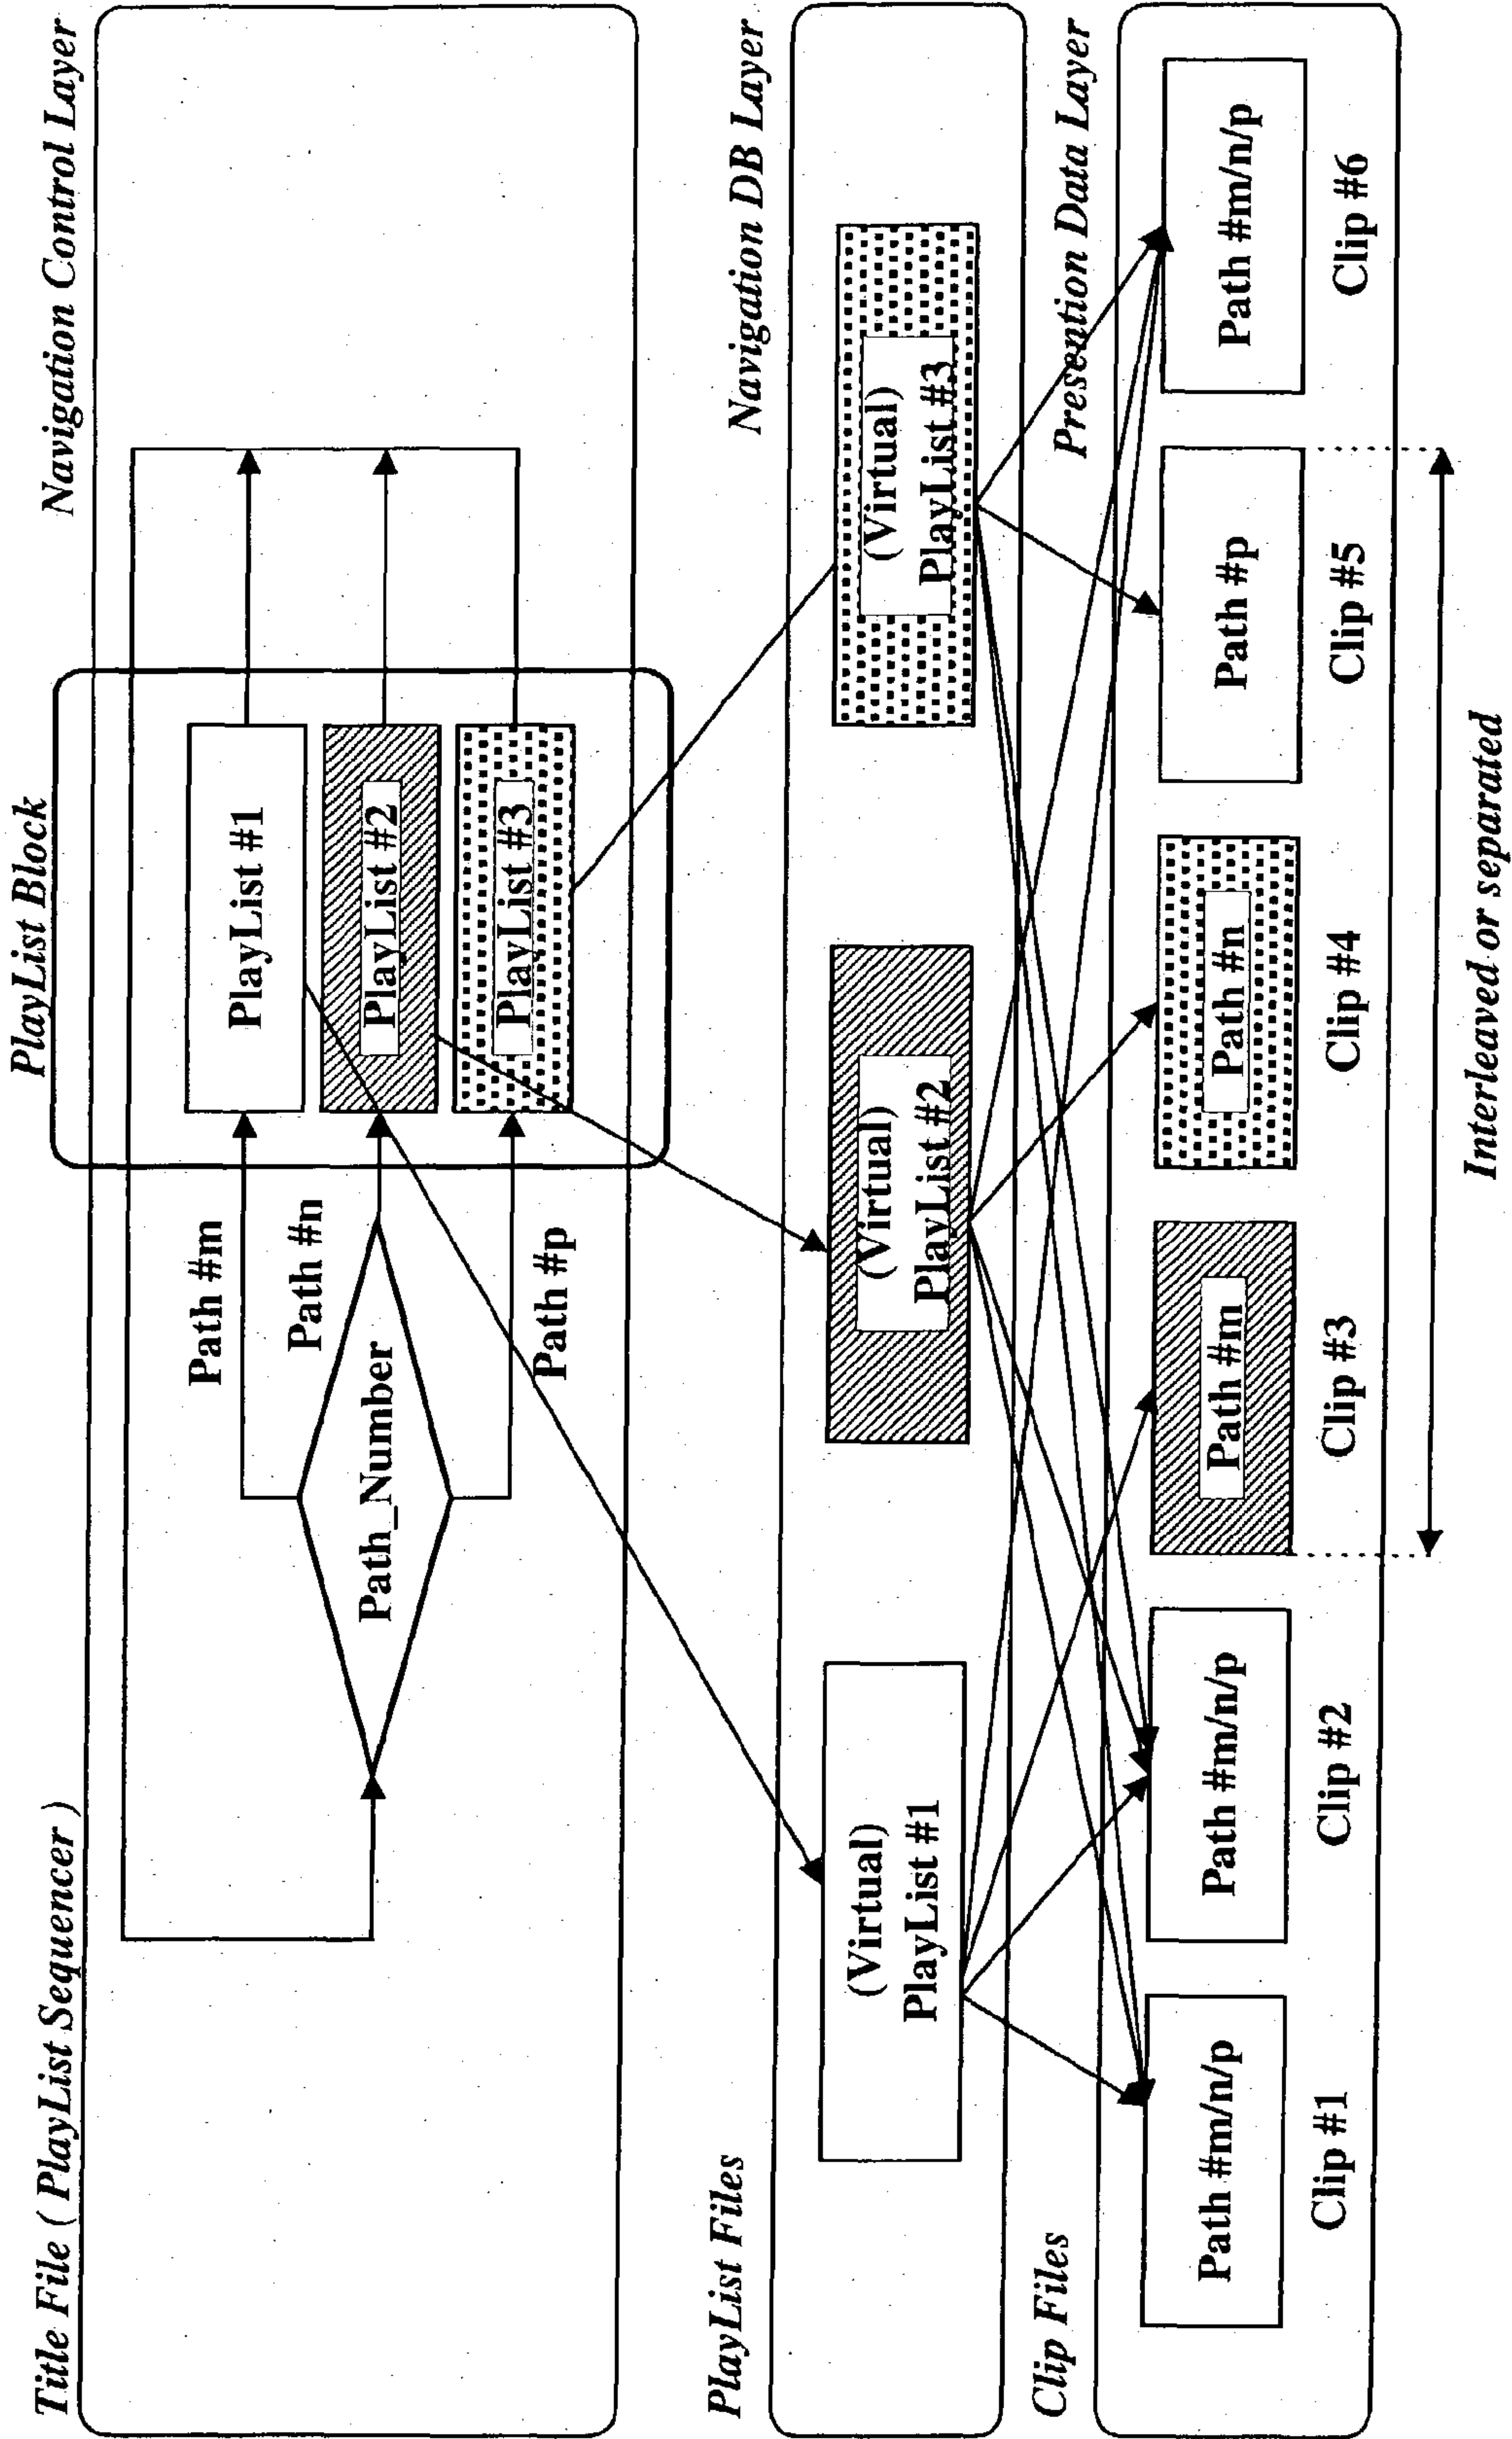 Title File ( PlayList Sequencer )
PlayList Block
Navigation Control Layer
Path #m
Path #n
Path_Number
Path #p
PlayList #1
PlayList #2
PlayList #3
PlayList Files
Navigation DB Layer
(Virtual)
PlayList #1
(Virtual)
PlayList #2
(Virtual)
PlayList #3
Clip Files
Presention Data Layer
Path #m/n/p
Path #m/n/p
Path #m
Path #n
Path #p
Path #m/n/p
Clip #1
Clip #2
Clip #3
Clip #4
Clip #5
Clip #6
Interleaved or separated